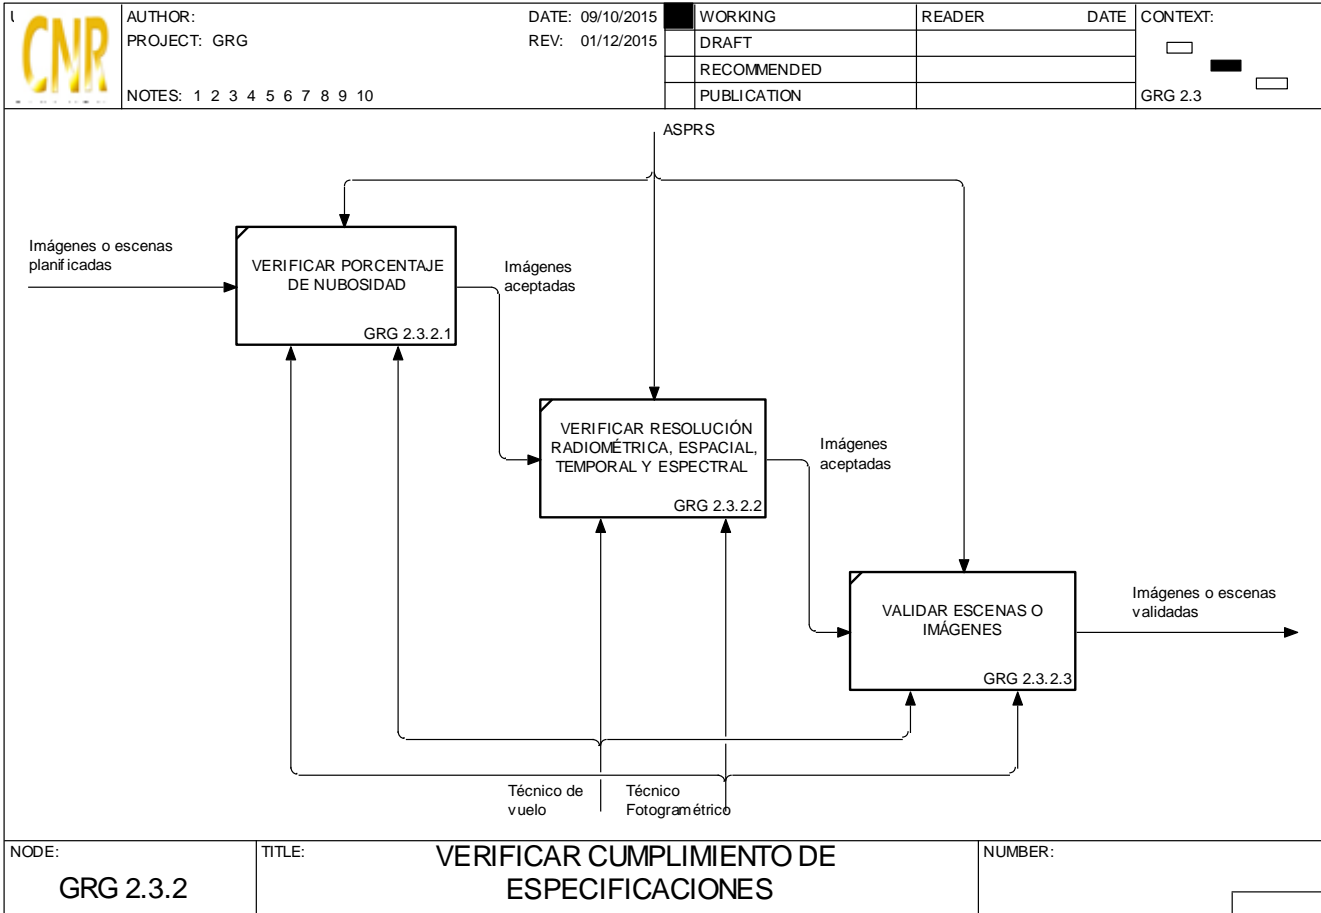 CNR
AUTHOR:
DATE: 09/10/2015
PROJECT: GRG
REV: 01/12/2015
NOTES: 1 2 3 4 5 6 7 8 9 10
WORKING
DRAFT
RECOMMENDED
PUBLICATION
READER DATE
CONTEXT:
GRG 2.3
ASPRS
Imágenes o escenas
planificadas
VERIFICAR PORCENTAJE
DE NUBOSIDAD
GRG 2.3.2.1
Imágenes
aceptadas
VERIFICAR RESOLUCIÓN
RADIOMÉTRICA, ESPACIAL,
TEMPORAL Y ESPECTRAL
GRG 2.3.2.2
Imágenes
aceptadas
VALIDAR ESCENAS O
IMÁGENES
GRG 2.3.2.3
Imágenes o escenas
validadas
Técnico de
vuelo
Técnico
Fotogramétrico
NODE:
GRG 2.3.2
TITLE:
VERIFICAR CUMPLIMIENTO DE
ESPECIFICACIONES
NUMBER: